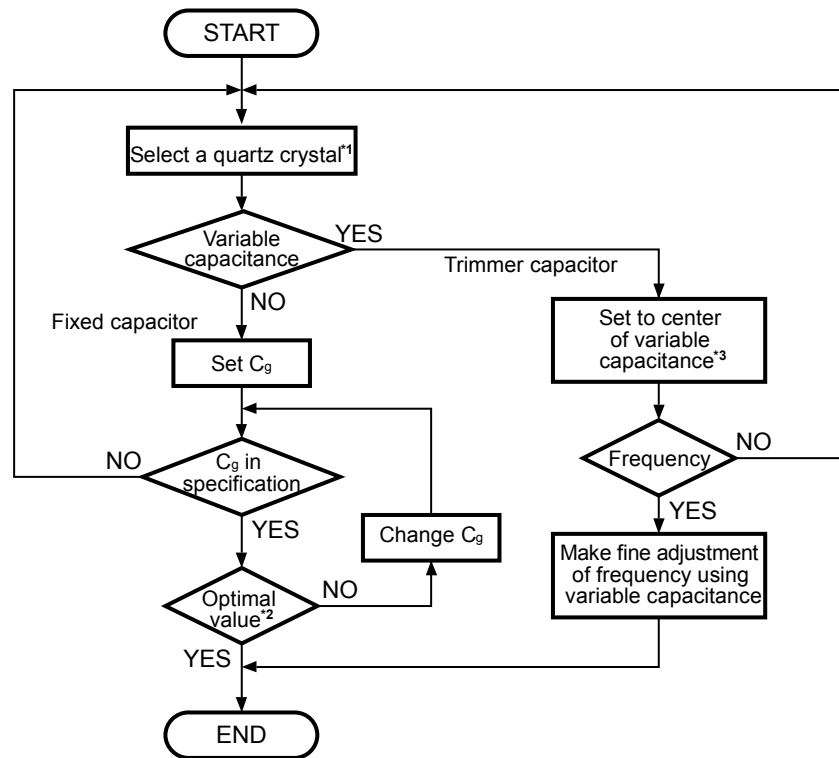 START
Select a quartz crystal*1
Variable
capacitance
YES
Trimmer capacitor
NO
Fixed capacitor
Set to center
of variable
capacitance*3
Set Cg
NO
Cg in
specification
Frequency
NO
YES
YES
Change Cg
Make fine adjustment
of frequency using
variable capacitance
Optimal
value*2
NO
YES
END